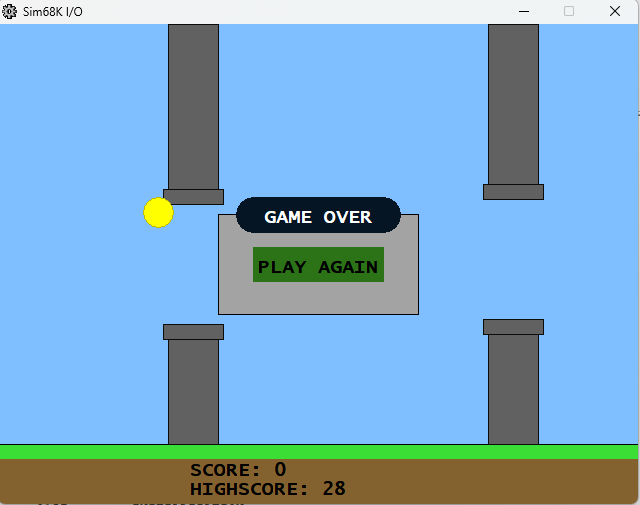 Sim68K I/O
GAME OVER
PLAY AGAIN
SCORE: 0
HIGHSCORE: 28